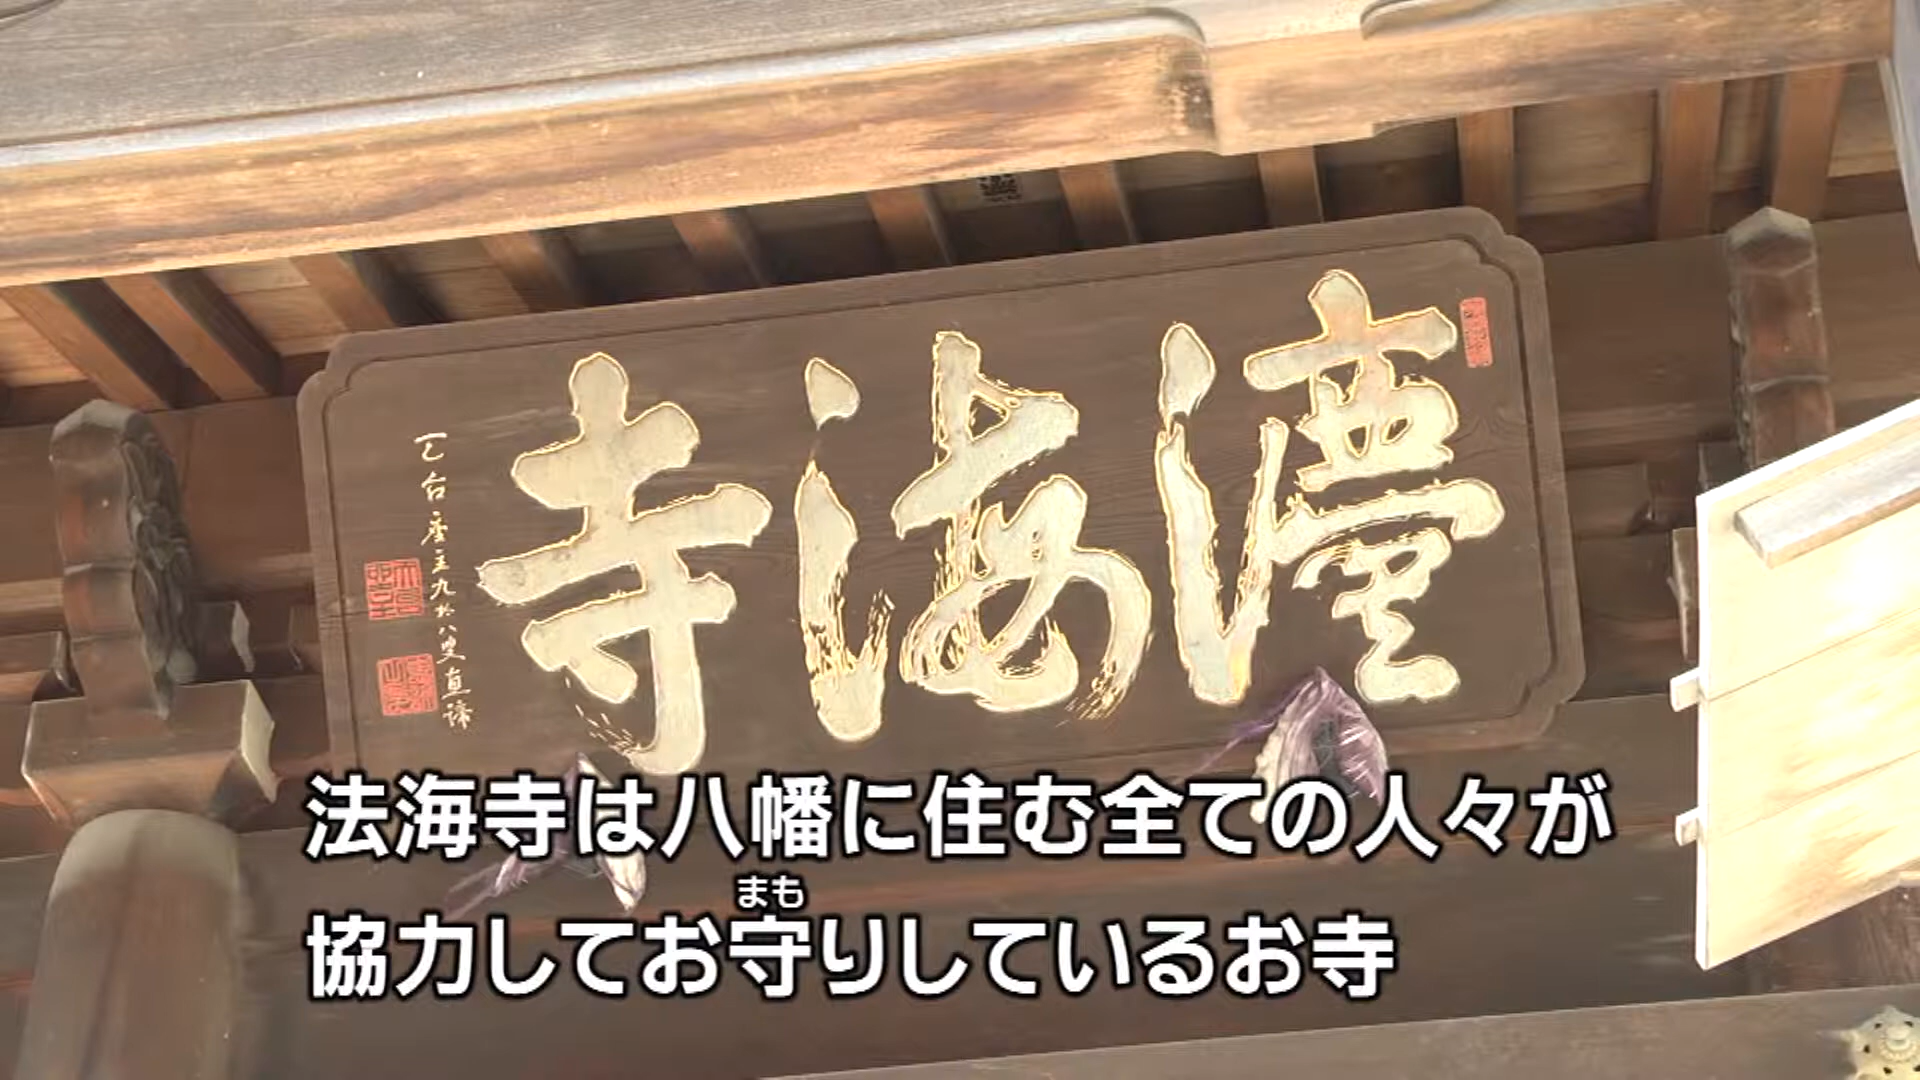 灋海寺
法海寺は八幡に住む全ての人々が
まも
協力してお守りしているお寺